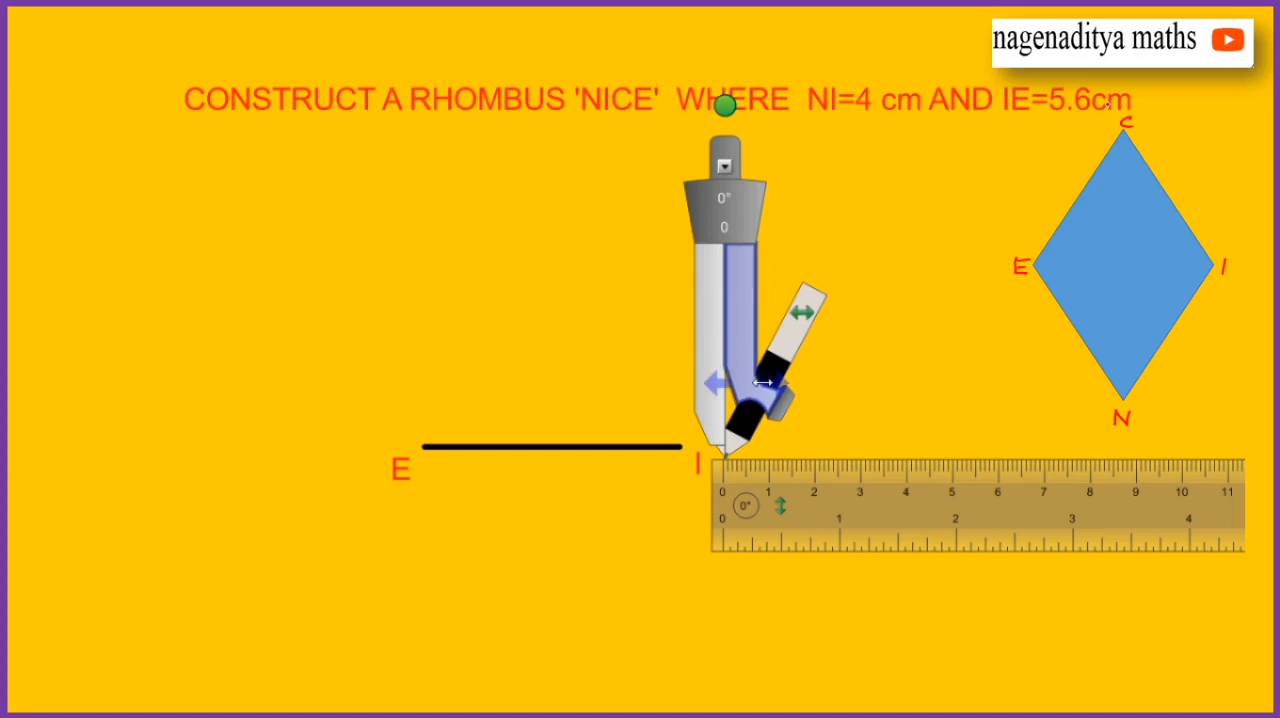 nagenaditya maths
CONSTRUCT A RHOMBUS 'NICE' WHERE NI=4 cm AND IE=5.6cm
C
0°
0
E
I
N
E
I
0 1 2 3 4 5 6 7 8 9 10 11
0°
0 1 2 3 4